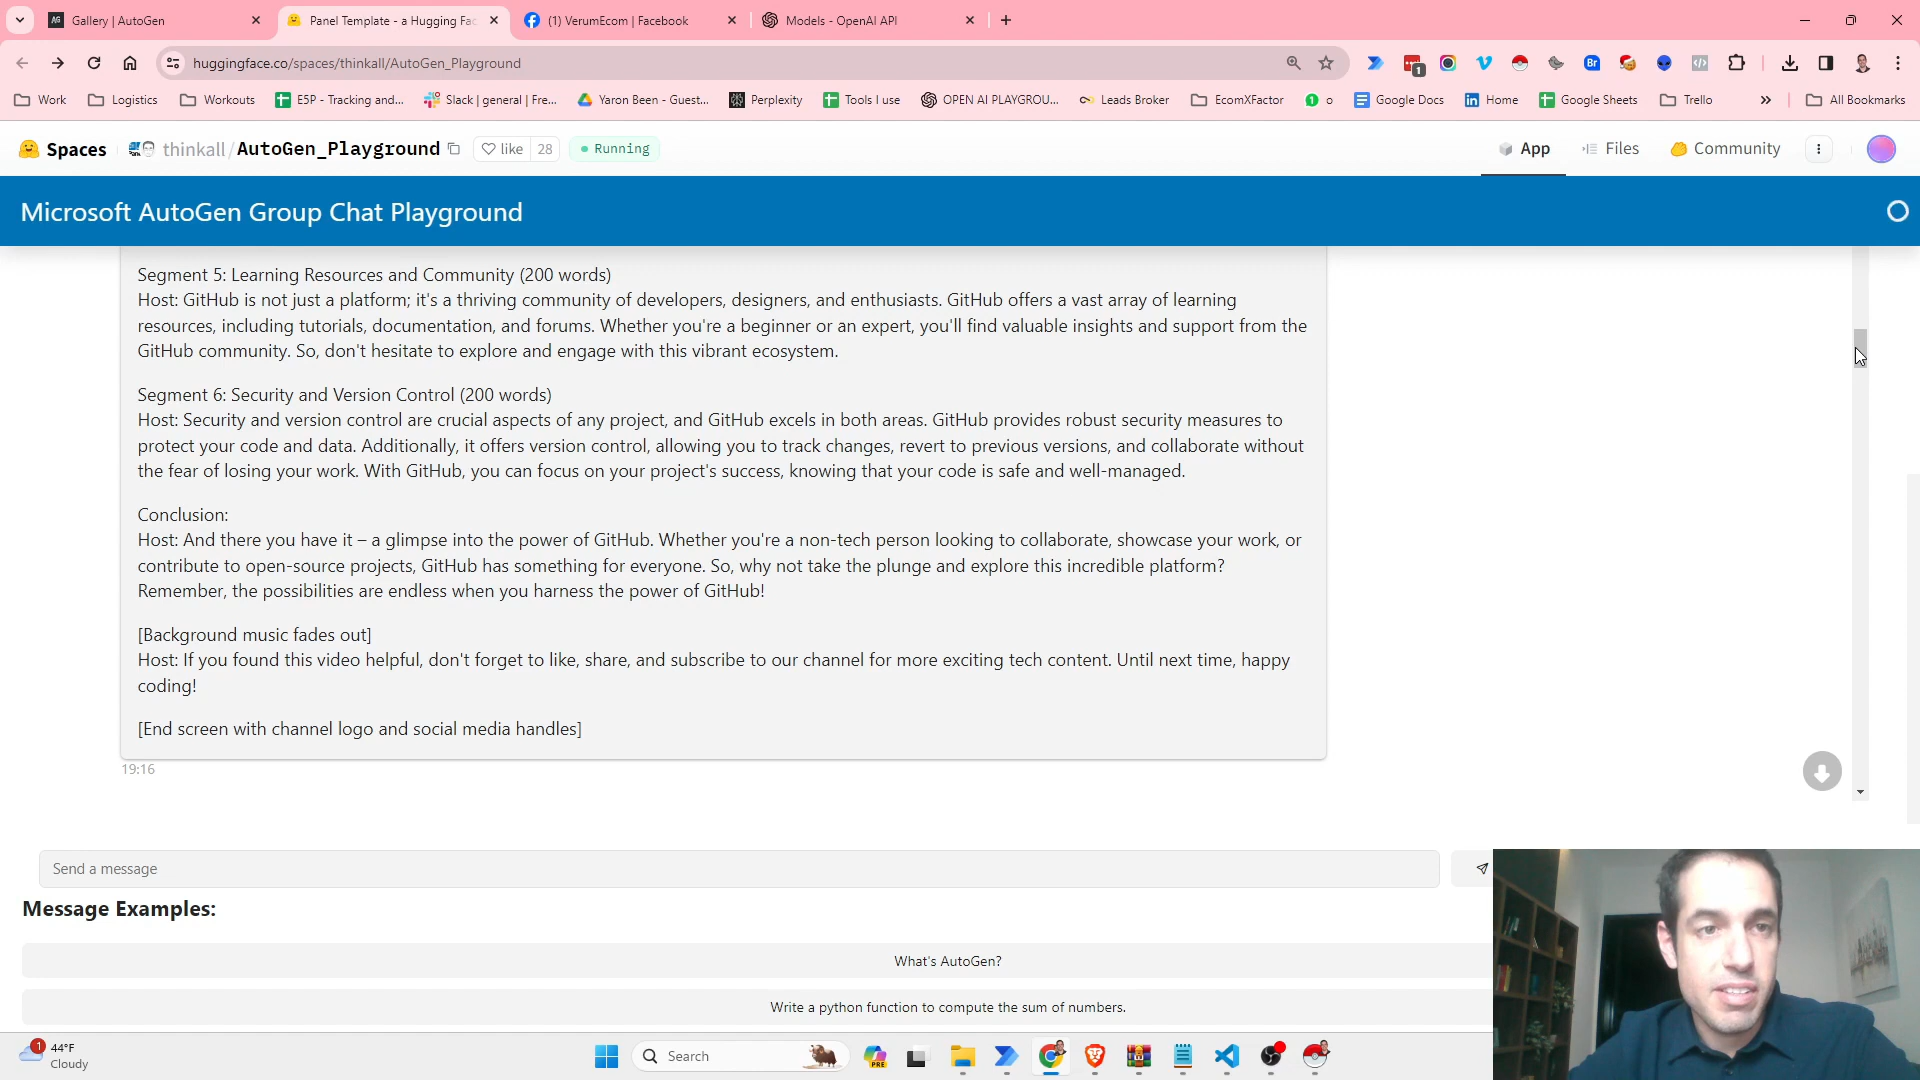 Gallery | AutoGen
Panel Template - a Hugging Fac
(1) VerumEcom | Facebook
Models - OpenAI API
huggingface.co/spaces/thinkall/AutoGen_Playground
1
Br
Work
Logistics
Workouts
E5P - Tracking and...
Slack | general | Fre...
Yaron Been - Guest...
Perplexity
Tools I use
OPEN AI PLAYGROU...
Leads Broker
EcomXFactor
1 o
Google Docs
Home
Google Sheets
Trello
»
All Bookmarks
Spaces
thinkall/AutoGen_Playground
like 28
Running
App
Files
Community
Microsoft AutoGen Group Chat Playground
Segment 5: Learning Resources and Community (200 words)
Host: GitHub is not just a platform; it's a thriving community of developers, designers, and enthusiasts. GitHub offers a vast array of learning
resources, including tutorials, documentation, and forums. Whether you're a beginner or an expert, you'll find valuable insights and support from the
GitHub community. So, don't hesitate to explore and engage with this vibrant ecosystem.
Segment 6: Security and Version Control (200 words)
Host: Security and version control are crucial aspects of any project, and GitHub excels in both areas. GitHub provides robust security measures to
protect your code and data. Additionally, it offers version control, allowing you to track changes, revert to previous versions, and collaborate without
the fear of losing your work. With GitHub, you can focus on your project's success, knowing that your code is safe and well-managed.
Conclusion:
Host: And there you have it – a glimpse into the power of GitHub. Whether you're a non-tech person looking to collaborate, showcase your work, or
contribute to open-source projects, GitHub has something for everyone. So, why not take the plunge and explore this incredible platform?
Remember, the possibilities are endless when you harness the power of GitHub!
[Background music fades out]
Host: If you found this video helpful, don't forget to like, share, and subscribe to our channel for more exciting tech content. Until next time, happy
coding!
[End screen with channel logo and social media handles]
19:16
Send a message
Message Examples:
What's AutoGen?
Write a python function to compute the sum of numbers.
1
44°F
Cloudy
Search
PRE